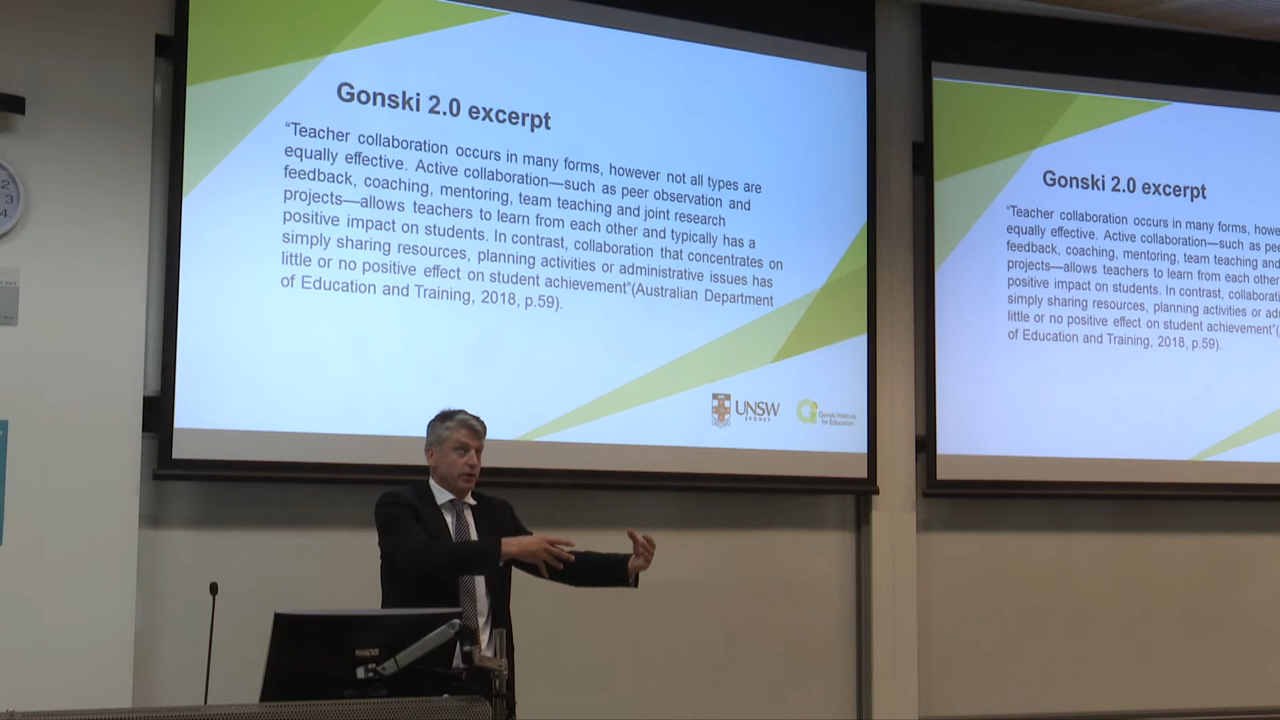 Gonski 2.0 excerpt
“Teacher collaboration occurs in many forms, however not all types are
equally effective. Active collaboration—such as peer observation and
feedback, coaching, mentoring, team teaching and joint research
projects—allows teachers to learn from each other and typically has a
positive impact on students. In contrast, collaboration that concentrates on
simply sharing resources, planning activities or administrative issues has
little or no positive effect on student achievement”(Australian Department
of Education and Training, 2018, p.59).
UNSW
SYDNEY
Gonski Institute
for Education
Gonski 2.0 excerpt
“Teacher collaboration occurs in many forms, howe
equally effective. Active collaboration—such as pee
feedback, coaching, mentoring, team teaching and
projects—allows teachers to learn from each other
positive impact on students. In contrast, collaborati
simply sharing resources, planning activities or adı
little or no positive effect on student achievement”(
of Education and Training, 2018, p.59).
2
3
4